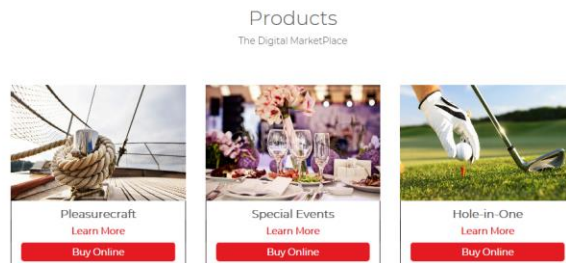 Products
The Digital MarketPlace
Pleasurecraft
Learn More
Buy Online
Special Events
Learn More
Buy Online
Hole-in-One
Learn More
Buy Online